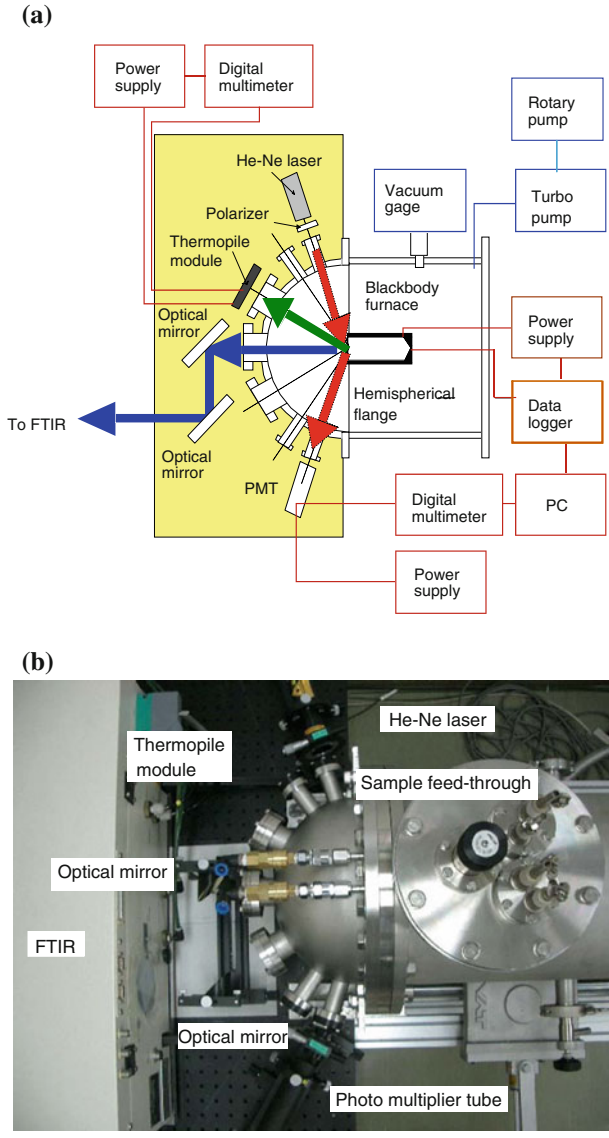 (a)
Power
supply
Digital
multimeter
Rotary
pump
He-Ne laser
Vacuum
gage
Turbo
pump
Polarizer
Thermopile
module
Blackbody
furnace
Optical
mirror
Power
supply
Hemispherical
flange
Data
logger
To FTIR
Optical
mirror
PMT
Digital
multimeter
PC
Power
supply
(b)
He-Ne laser
Thermopile
module
Sample feed-through
Optical mirror
FTIR
VAT
Optical mirror
Photo multiplier tube